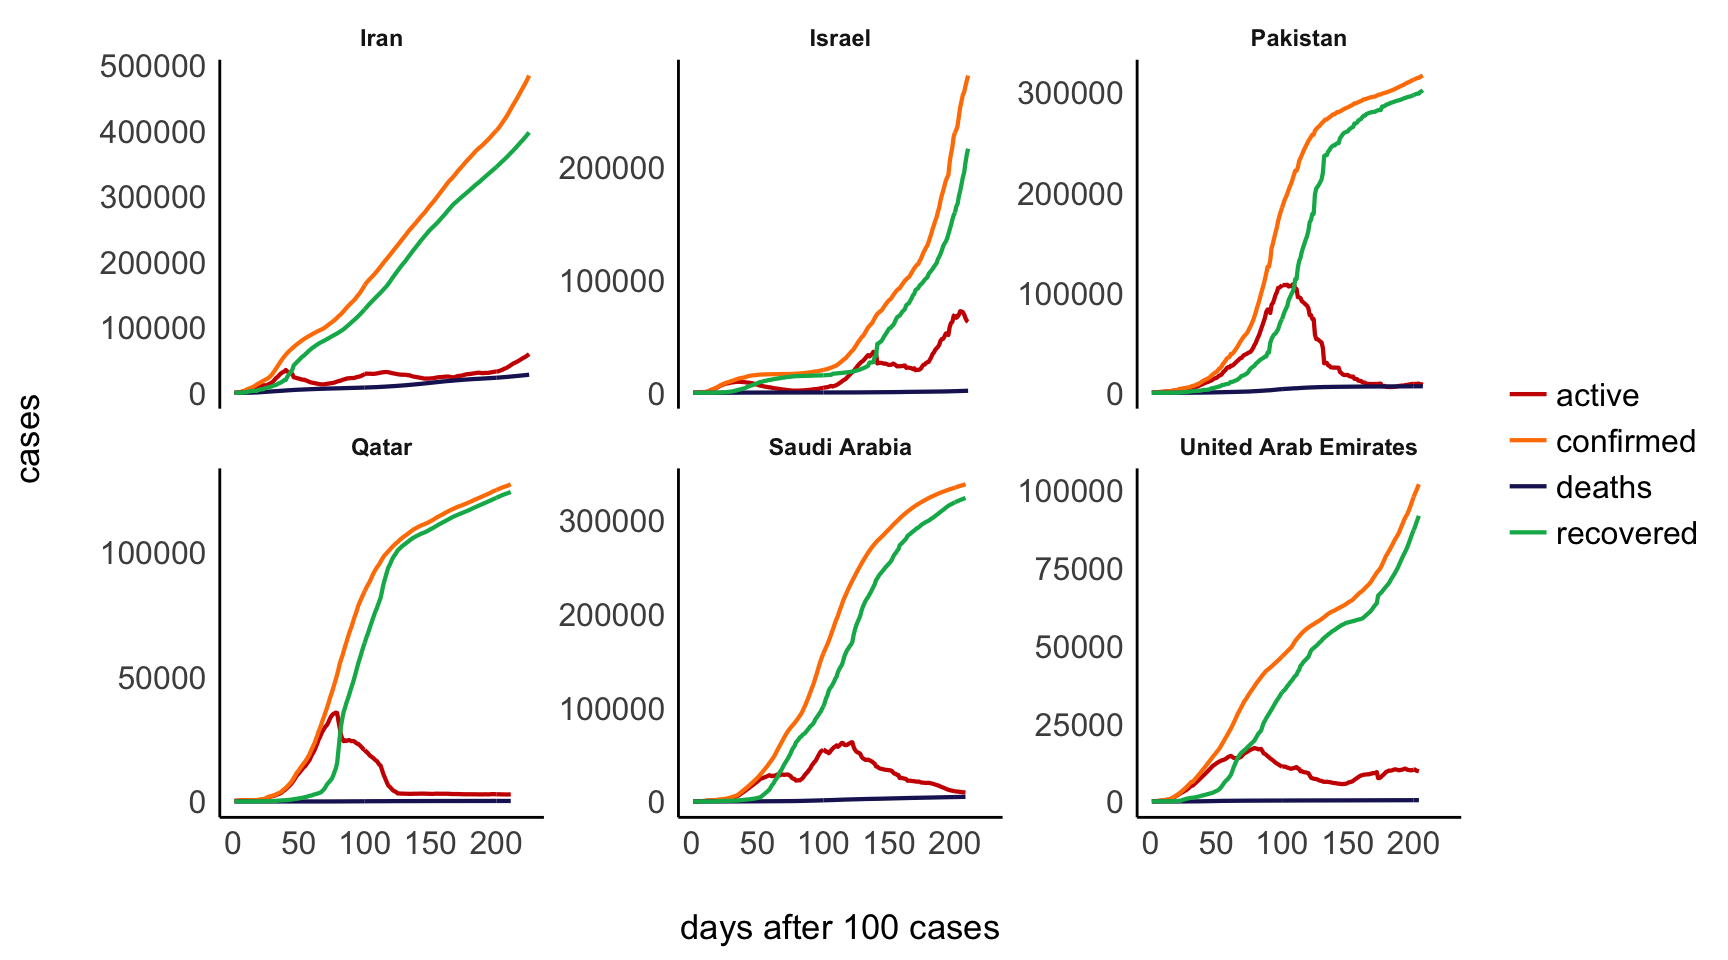 Iran
Israel
Pakistan
500000
400000
300000
200000
100000
0
200000
100000
0
300000
200000
100000
0
Qatar
Saudi Arabia
United Arab Emirates
100000
50000
0
300000
200000
100000
0
100000
75000
50000
25000
0
0 50 100 150 200
0 50 100 150 200
0 50 100 150 200
cases
days after 100 cases
active
confirmed
deaths
recovered